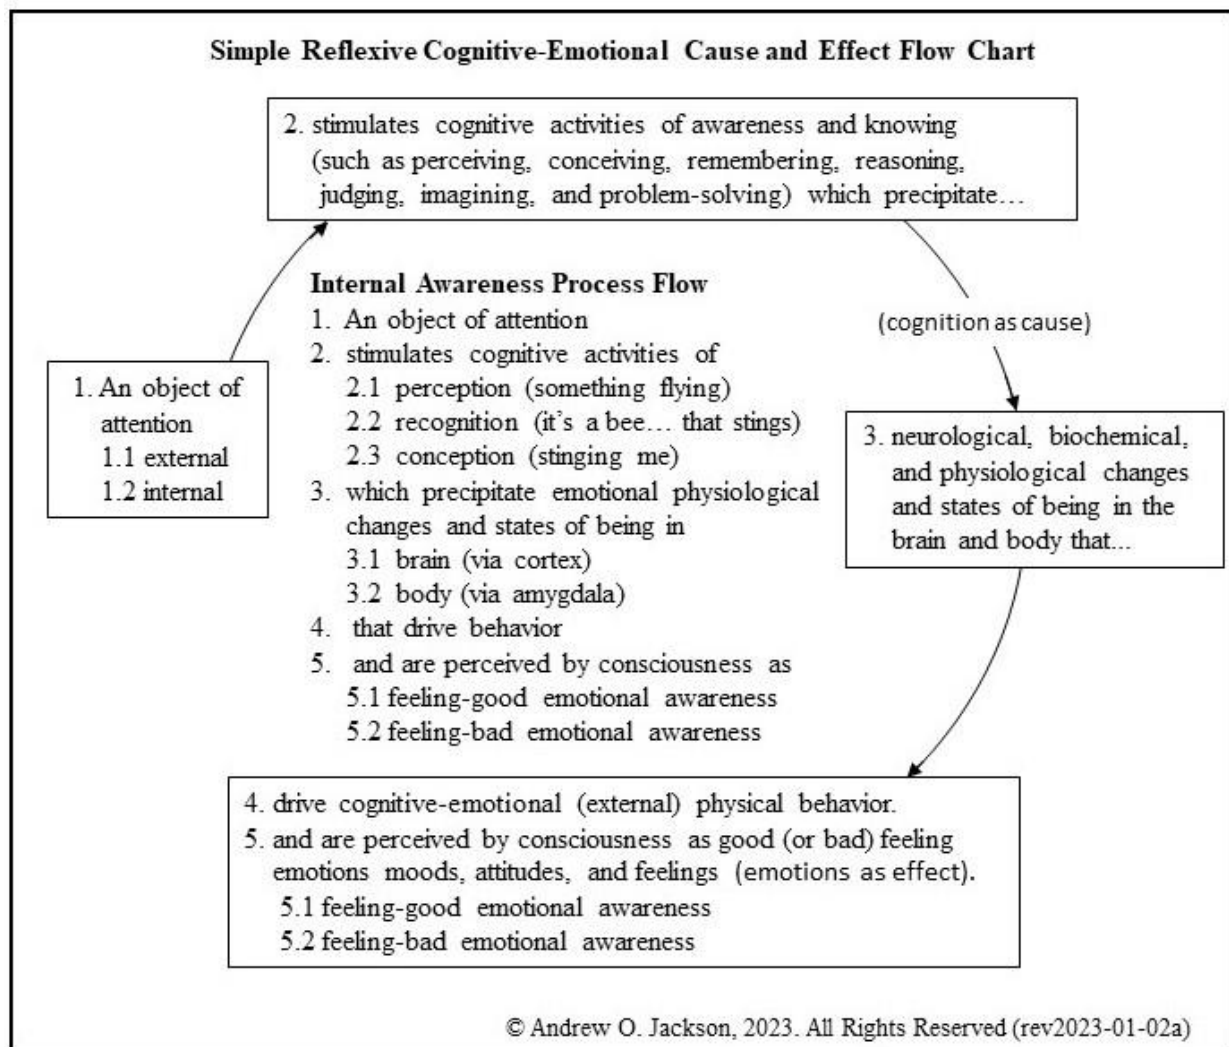 Simple Reflexive Cognitive-Emotional Cause and Effect Flow Chart
2. stimulates cognitive activities of awareness and knowing
(such as perceiving, conceiving, remembering, reasoning,
judging, imagining, and problem-solving) which precipitate...
Internal Awareness Process Flow
1. An object of attention
2. stimulates cognitive activities of
2.1 perception (something flying)
2.2 recognition (it's a bee... that stings)
2.3 conception (stinging me)
3. which precipitate emotional physiological
changes and states of being in
3.1 brain (via cortex)
3.2 body (via amygdala)
4. that drive behavior
5. and are perceived by consciousness as
5.1 feeling-good emotional awareness
5.2 feeling-bad emotional awareness
(cognition as cause)
1. An object of
attention
1.1 external
1.2 internal
3. neurological, biochemical,
and physiological changes
and states of being in the
brain and body that...
4. drive cognitive-emotional (external) physical behavior.
5. and are perceived by consciousness as good (or bad) feeling
emotions moods, attitudes, and feelings (emotions as effect).
5.1 feeling-good emotional awareness
5.2 feeling-bad emotional awareness
© Andrew O. Jackson, 2023. All Rights Reserved (rev2023-01-02a)